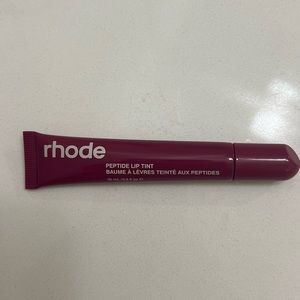 rhode
PEPTIDE LIP TINT
BAUME À LÈVRES TEINTÉ AUX PEPTIDES